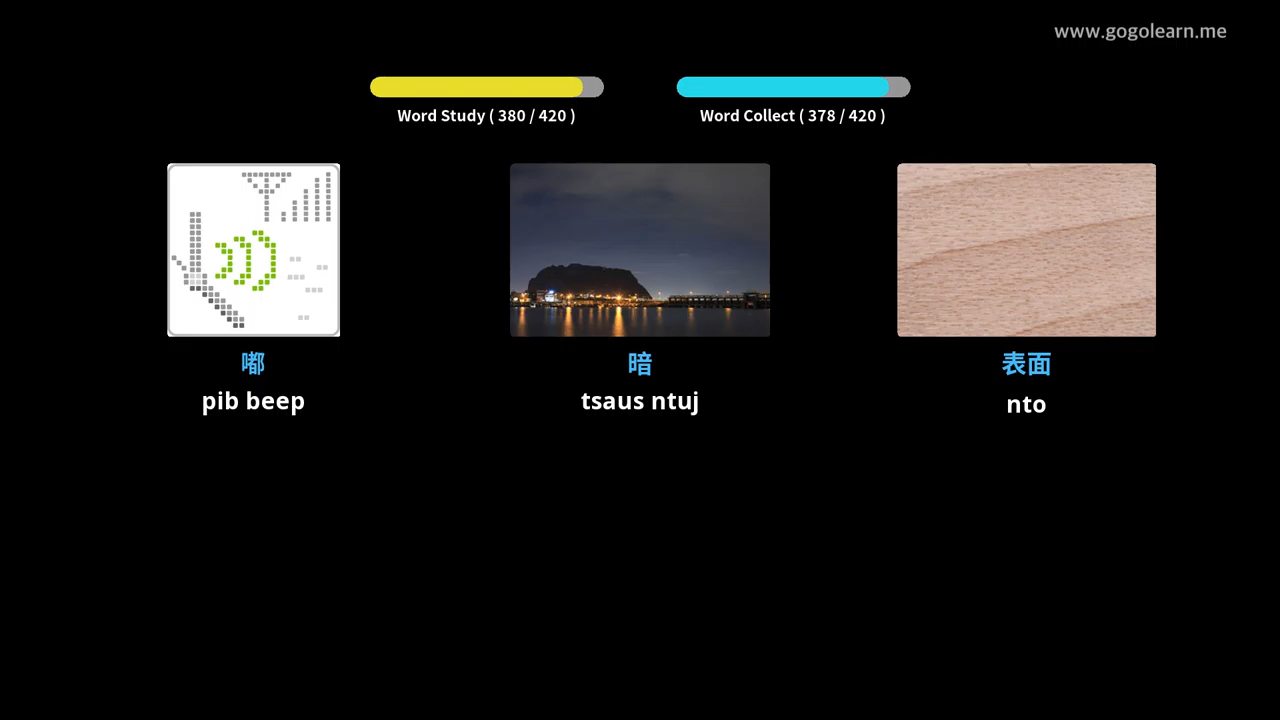 www.gogolearn.me
Word Study ( 380 / 420 )
Word Collect ( 378 / 420 )
嘟
暗
表面
pib beep
tsaus ntuj
nto